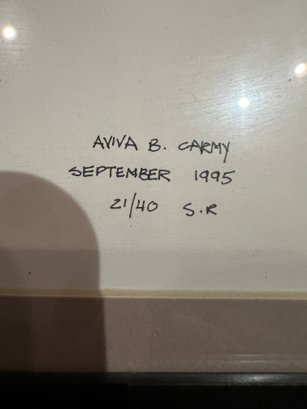 AVIVA B. CARMY
SEPTEMBER 1995
21/40 S.R